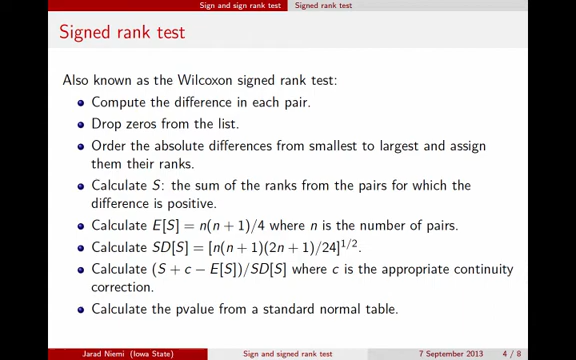 Sign and sign rank test Signed rank test
Signed rank test
Also known as the Wilcoxon signed rank test:
Compute the difference in each pair.
Drop zeros from the list.
Order the absolute differences from smallest to largest and assign
them their ranks.
Calculate S: the sum of the ranks from the pairs for which the
difference is positive.
Calculate E[S] = n(n + 1)/4 where n is the number of pairs.
Calculate SD[S] = [n(n + 1)(2n + 1)/24]^{1/2}.
Calculate (S + c − E[S])/SD[S] where c is the appropriate continuity
correction.
Calculate the pvalue from a standard normal table.
Jarad Niemi (Iowa State) Sign and signed rank test 7 September 2013 4 / 8